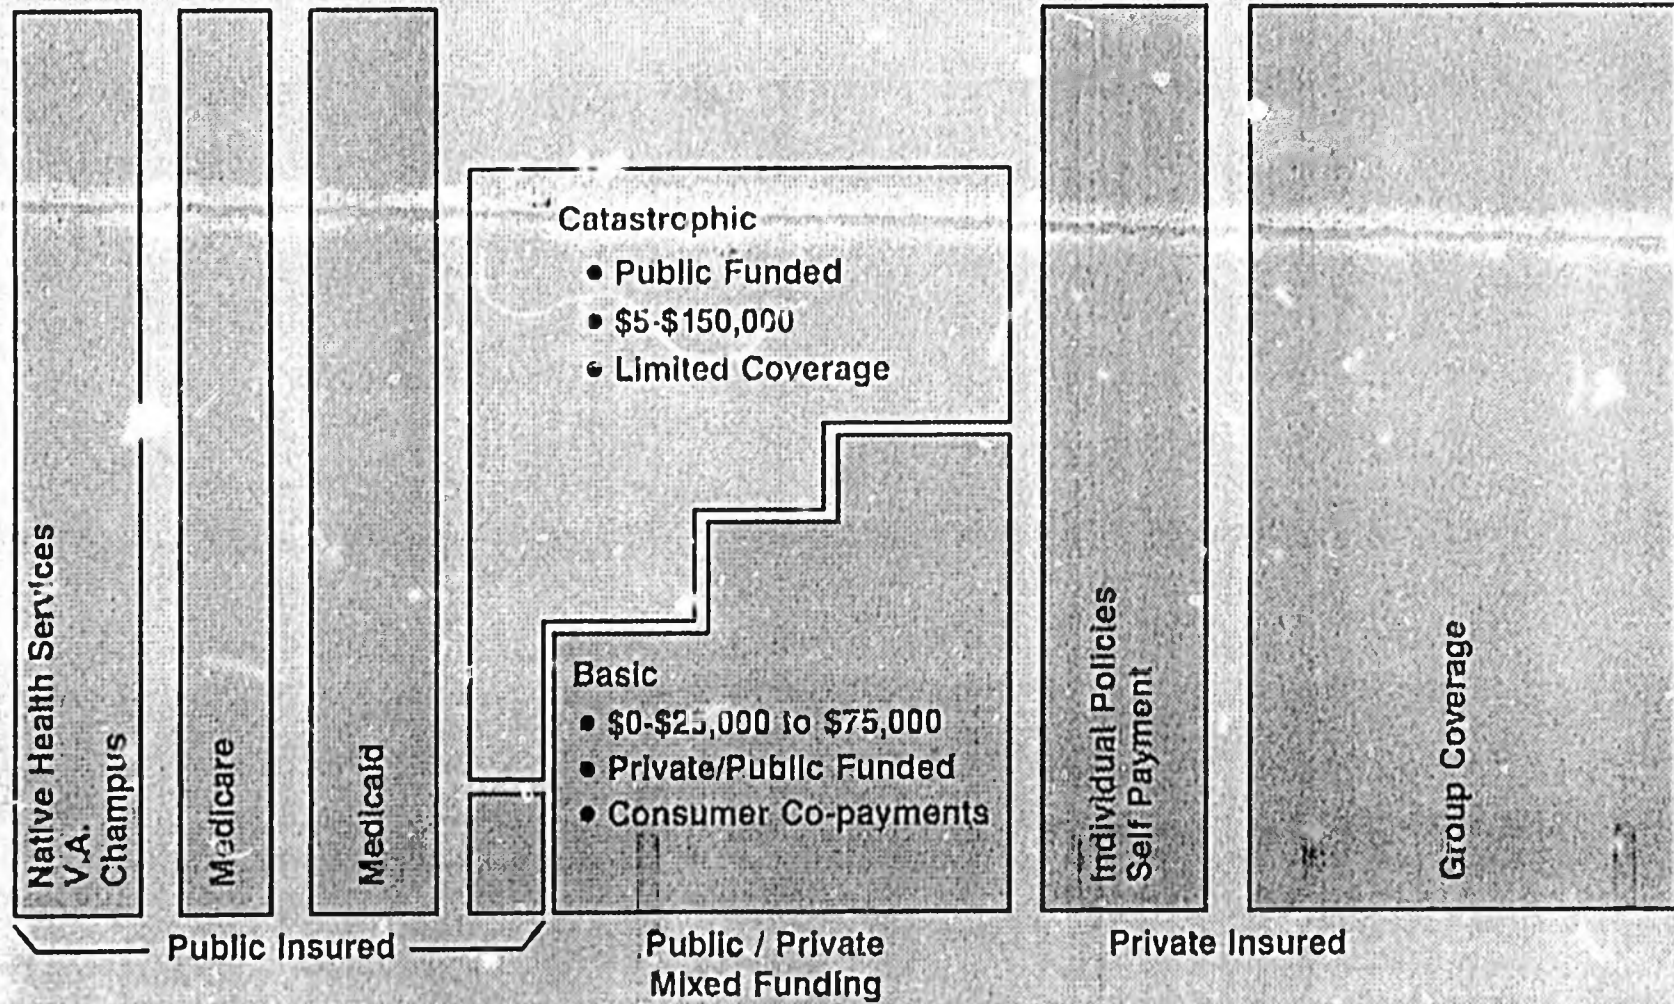 Native Health Services
V.A.
Champus
Medicare
Medicaid
Catastrophic
• Public Funded
• $5-$150,000
• Limited Coverage
Basic
• $0-$25,000 to $75,000
• Private/Public Funded
• Consumer Co-payments
Individual Policies
Self Payment
Group Coverage
Public Insured
Public / Private
Mixed Funding
Private Insured